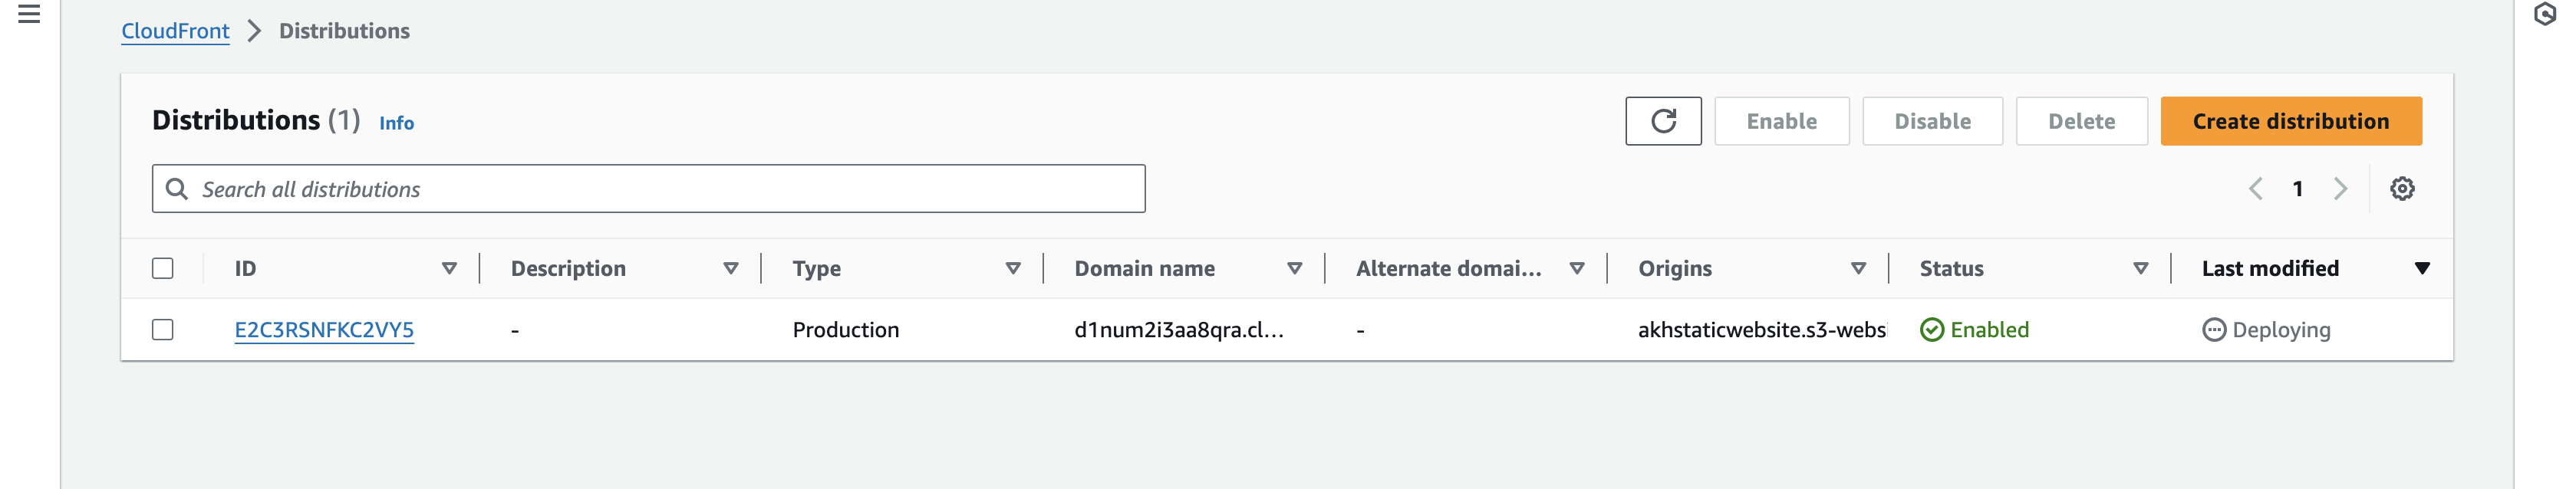 CloudFront > Distributions
Distributions (1) Info
Enable Disable Delete Create distribution
Search all distributions
1
ID Description Type Domain name Alternate domai... Origins Status Last modified
E2C3RSNFKC2VY5 - Production d1num2i3aa8qra.cl... - akhstaticwebsite.s3-webs Enabled Deploying